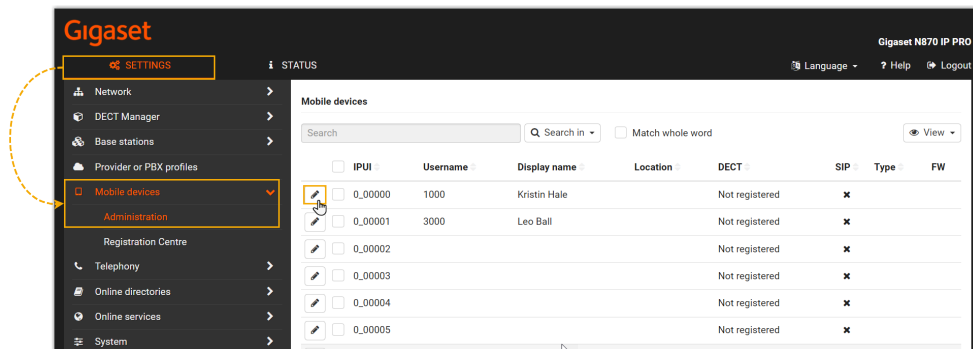 Gigaset
Gigaset N870 IP PRO
SETTINGS
STATUS
Language
? Help
Logout
Network
DECT Manager
Base stations
Provider or PBX profiles
Mobile devices
Administration
Registration Centre
Telephony
Online directories
Online services
System
Mobile devices
Search
Search in
Match whole word
View
IPUI Username Display name Location DECT SIP Type FW
0_00000 1000 Kristin Hale Not registered
0_00001 3000 Leo Ball Not registered
0_00002 Not registered
0_00003 Not registered
0_00004 Not registered
0_00005 Not registered